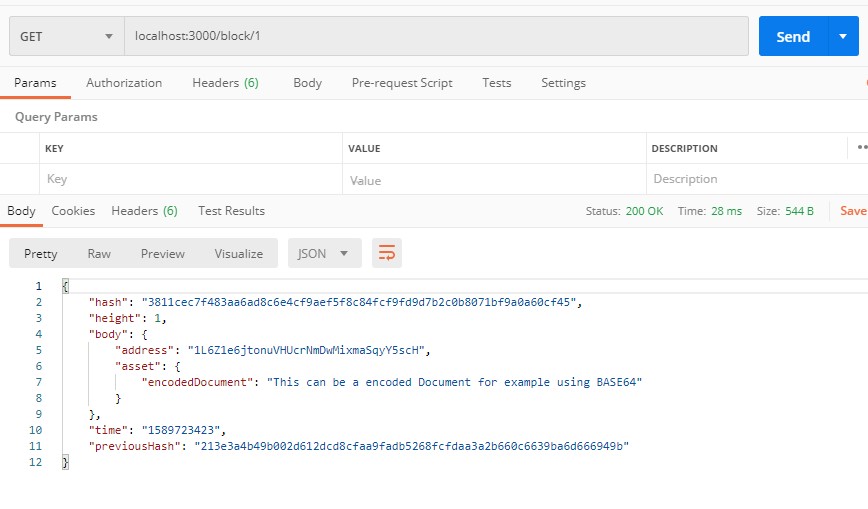 GET localhost:3000/block/1 Send
Params Authorization Headers (6) Body Pre-request Script Tests Settings
Query Params
KEY VALUE DESCRIPTION
Key Value Description
Body Cookies Headers (6) Test Results Status: 200 OK Time: 28 ms Size: 544 B Save
Pretty Raw Preview Visualize JSON
1 {
2 "hash": "3811cec7f483aa6ad8c6e4cf9aef5f8c84fcf9fd9d7b2c0b8071bf9a0a60cf45",
3 "height": 1,
4 "body": {
5 "address": "1L6Z1e6jtonuVHUcrNmDwMixmaSqyY5scH",
6 "asset": {
7 "encodedDocument": "This can be a encoded Document for example using BASE64"
8 }
9 },
10 "time": "1589723423",
11 "previousHash": "213e3a4b49b002d612dcd8cfaa9fadb5268fcfdaa3a2b660c6639ba6d666949b"
12 }